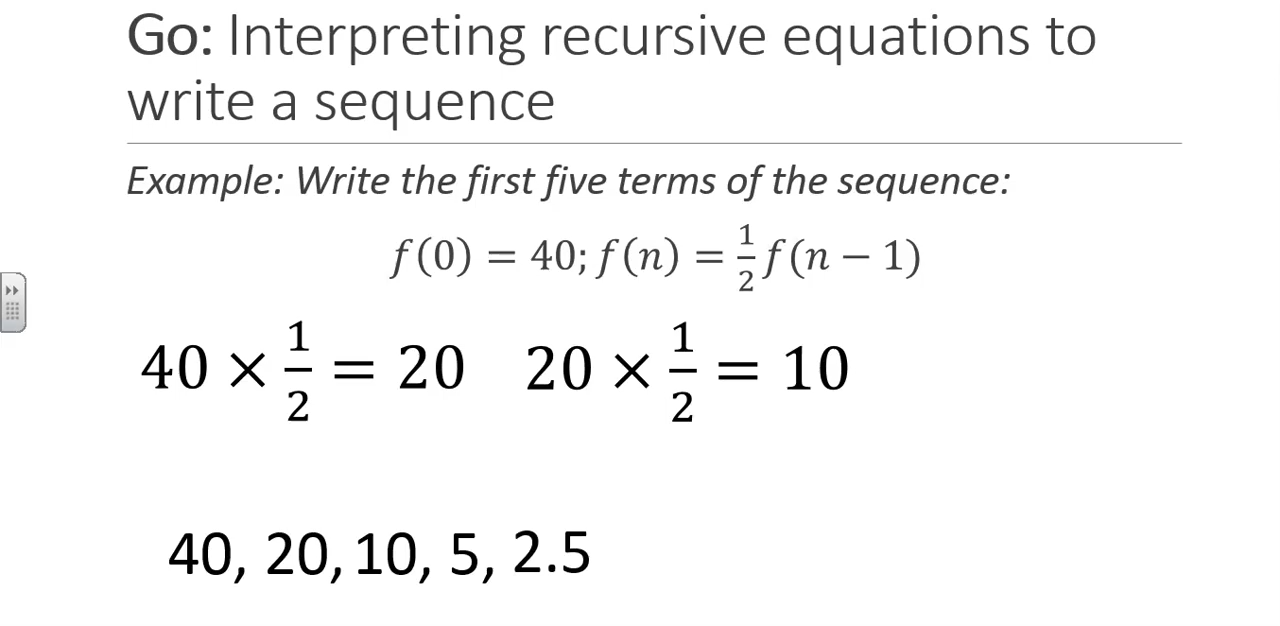 Go: Interpreting recursive equations to
write a sequence
Example: Write the first five terms of the sequence:
f(0) = 40; f(n) = 1/2 f(n − 1)
40 × 1/2 = 20   20 × 1/2 = 10
40, 20, 10, 5, 2.5